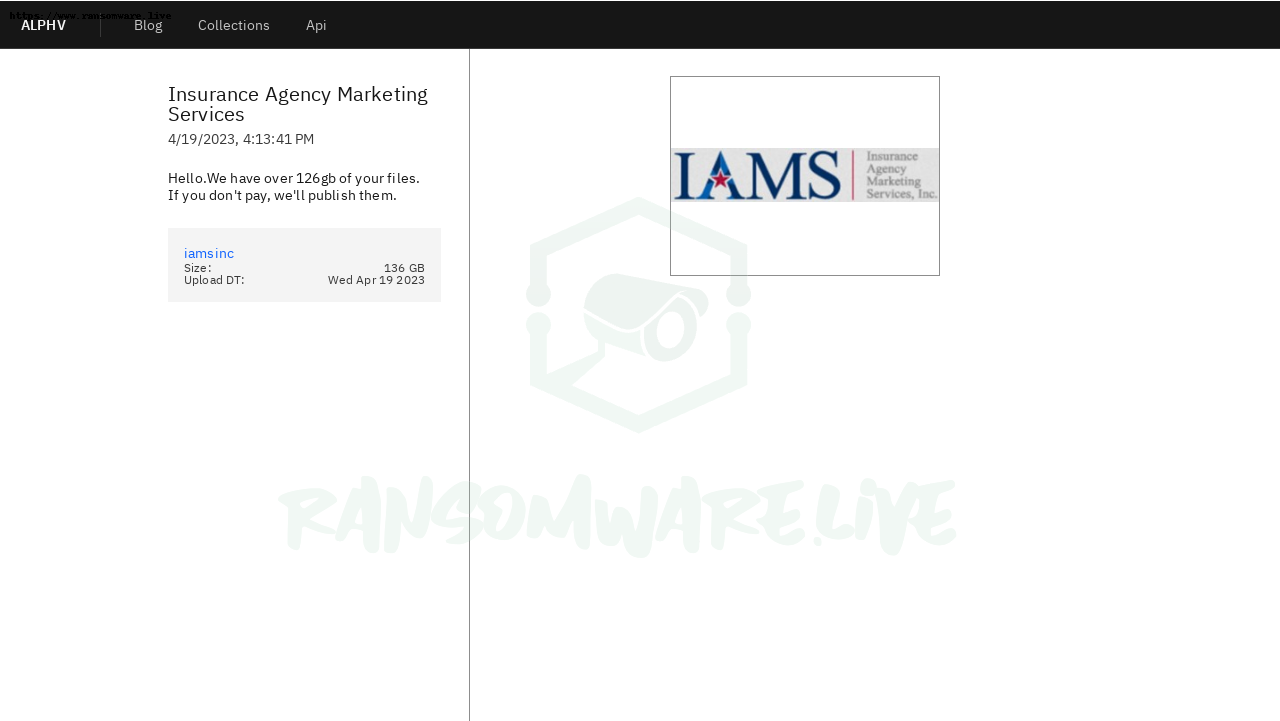 https://www.ransomware.live
ALPHV
Blog
Collections
Api
Insurance Agency Marketing
Services
4/19/2023, 4:13:41 PM
Hello.We have over 126gb of your files.
If you don't pay, we'll publish them.
iamsinc
Size: 136 GB
Upload DT: Wed Apr 19 2023
IAMS
Insurance
Agency
Marketing
Services, Inc.
RANSOMWARE.LIVE